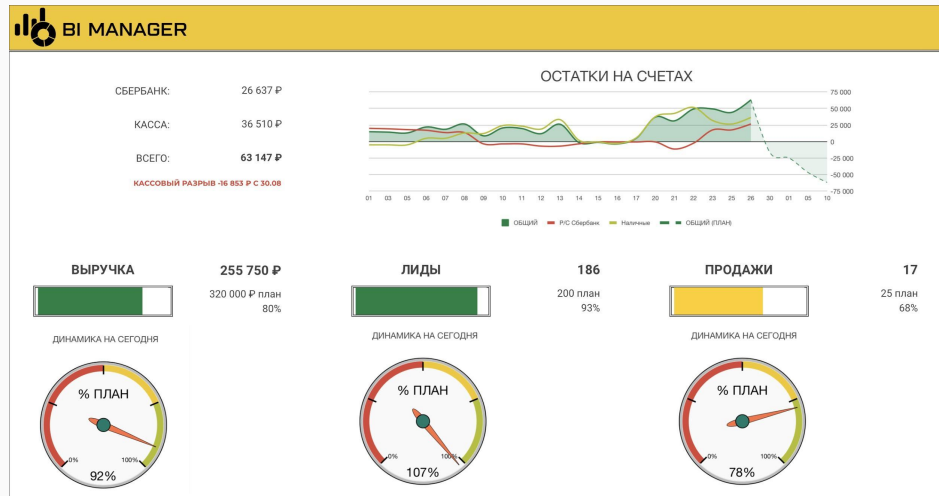 BI MANAGER
СБЕРБАНК: 26 637 ₽
КАССА: 36 510 ₽
ВСЕГО: 63 147 ₽
КАССОВЫЙ РАЗРЫВ -16 853 ₽ С 30.08
ОСТАТКИ НА СЧЕТАХ
75 000
50 000
25 000
0
-25 000
-50 000
-75 000
01 03 05 06 07 08 09 10 11 12 13 14 15 16 17 20 21 22 23 25 26 30 01 05 10
ОБЩИЙ Р/С Сбербанк Наличные ОБЩИЙ (ПЛАН)
ВЫРУЧКА 255 750 ₽
320 000 ₽ план
80%
ДИНАМИКА НА СЕГОДНЯ
% ПЛАН
0% 100%
92%
ЛИДЫ 186
200 план
93%
ДИНАМИКА НА СЕГОДНЯ
% ПЛАН
0% 100%
107%
ПРОДАЖИ 17
25 план
68%
ДИНАМИКА НА СЕГОДНЯ
% ПЛАН
0% 100%
78%